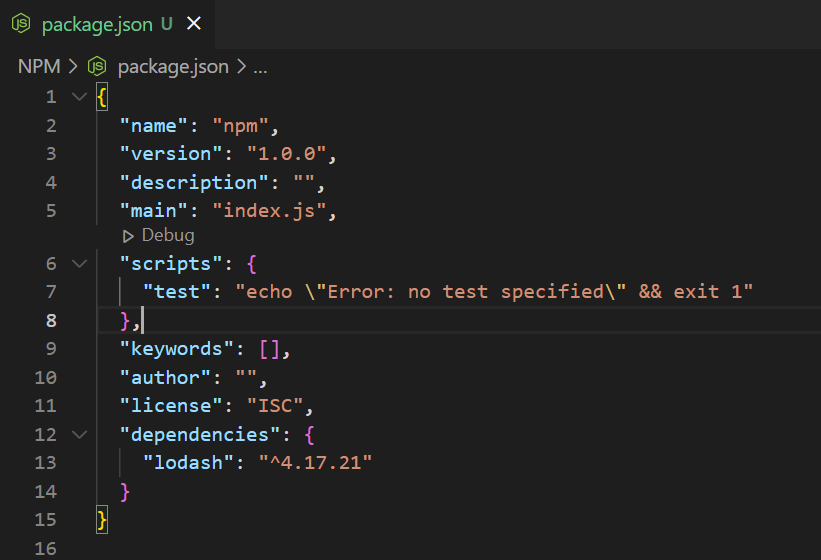 JS package.json U ×
NPM > JS package.json > ...
1 {
2 "name": "npm",
3 "version": "1.0.0",
4 "description": "",
5 "main": "index.js",
Debug
6 "scripts": {
7 "test": "echo \"Error: no test specified\" && exit 1"
8 },
9 "keywords": [],
10 "author": "",
11 "license": "ISC",
12 "dependencies": {
13 "lodash": "^4.17.21"
14 }
15 }
16